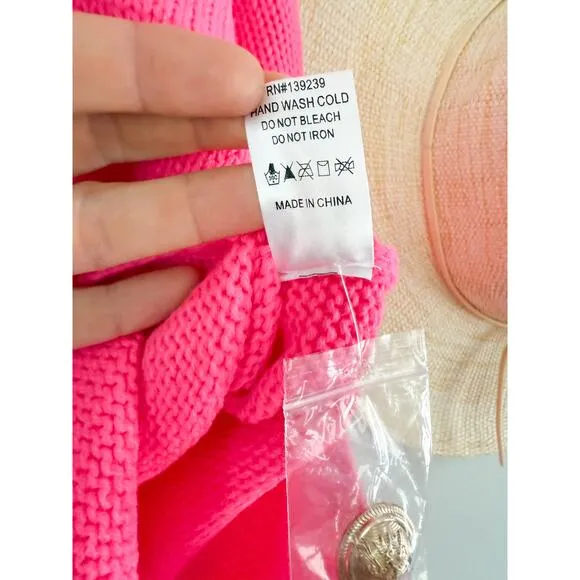 RN#139239
HAND WASH COLD
DO NOT BLEACH
DO NOT IRON
MADE IN CHINA